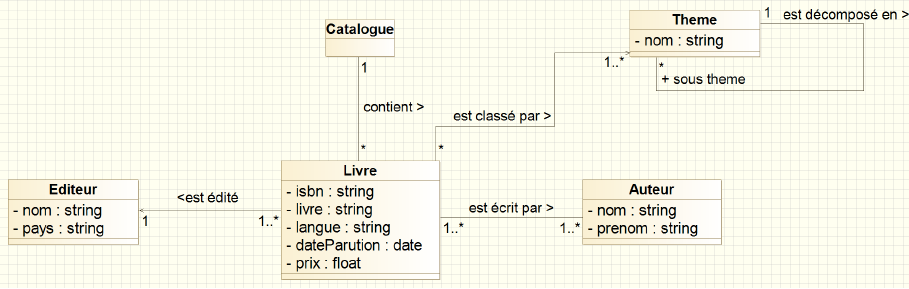 Catalogue
1
contient >
*
Theme
- nom : string
1
est décomposé en >
1..*
*
+ sous theme
est classé par >
*
Livre
- isbn : string
- livre : string
- langue : string
- dateParution : date
- prix : float
Editeur
- nom : string
- pays : string
<est édité
1
1..*
est écrit par >
1..*
1..*
Auteur
- nom : string
- prenom : string